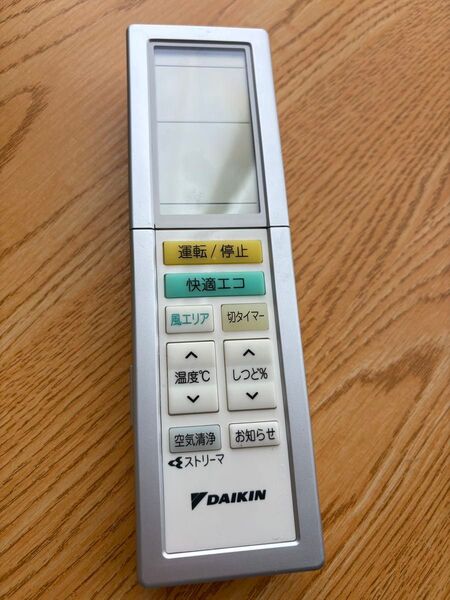 運転/停止
快適エコ
風エリア 切タイマー
温度℃ しつど%
空気清浄 お知らせ
ストリーマ
DAIKIN